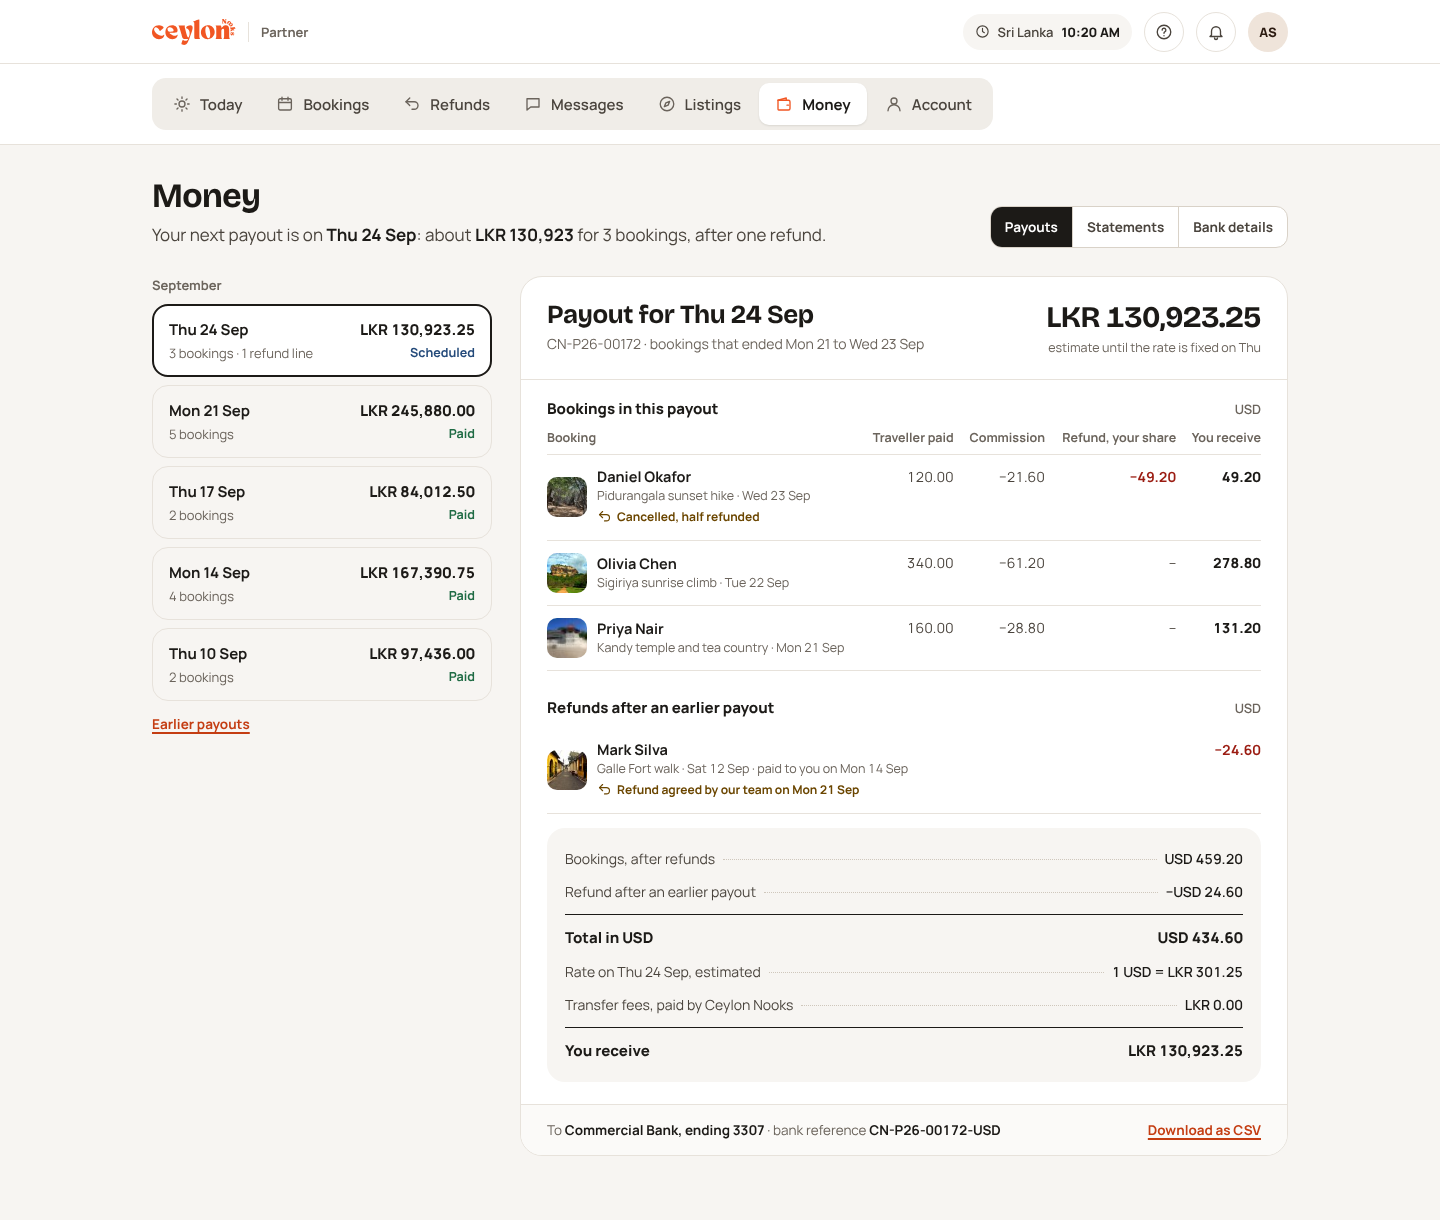 ceylon
Partner
Sri Lanka 10:20 AM
AS
Today
Bookings
Refunds
Messages
Listings
Money
Account
Money
Your next payout is on Thu 24 Sep: about LKR 130,923 for 3 bookings, after one refund.
Payouts
Statements
Bank details
September
Thu 24 Sep LKR 130,923.25
3 bookings · 1 refund line Scheduled
Mon 21 Sep LKR 245,880.00
5 bookings Paid
Thu 17 Sep LKR 84,012.50
2 bookings Paid
Mon 14 Sep LKR 167,390.75
4 bookings Paid
Thu 10 Sep LKR 97,436.00
2 bookings Paid
Earlier payouts
Payout for Thu 24 Sep LKR 130,923.25
CN-P26-00172 · bookings that ended Mon 21 to Wed 23 Sep estimate until the rate is fixed on Thu
Bookings in this payout USD
Booking Traveller paid Commission Refund, your share You receive
Daniel Okafor 120.00 −21.60 −49.20 49.20
Pidurangala sunset hike · Wed 23 Sep
Cancelled, half refunded
Olivia Chen 340.00 −61.20 – 278.80
Sigiriya sunrise climb · Tue 22 Sep
Priya Nair 160.00 −28.80 – 131.20
Kandy temple and tea country · Mon 21 Sep
Refunds after an earlier payout USD
Mark Silva −24.60
Galle Fort walk · Sat 12 Sep · paid to you on Mon 14 Sep
Refund agreed by our team on Mon 21 Sep
Bookings, after refunds USD 459.20
Refund after an earlier payout −USD 24.60
Total in USD USD 434.60
Rate on Thu 24 Sep, estimated 1 USD = LKR 301.25
Transfer fees, paid by Ceylon Nooks LKR 0.00
You receive LKR 130,923.25
To Commercial Bank, ending 3307 · bank reference CN-P26-00172-USD Download as CSV